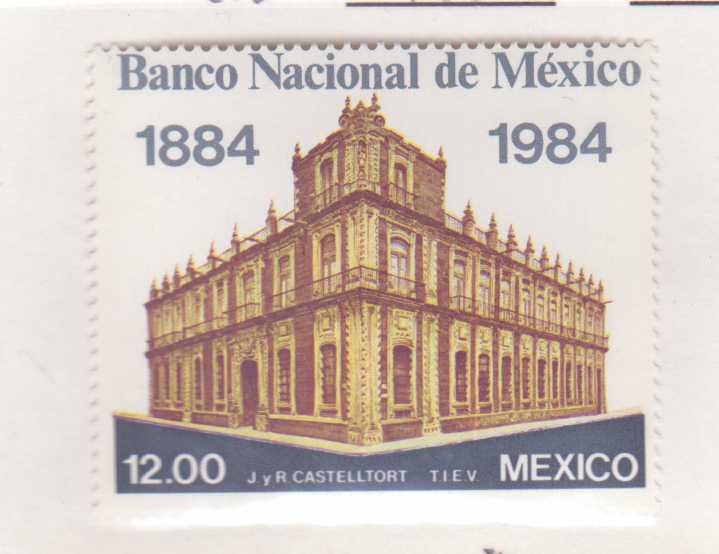 Banco Nacional de México
1884 1984
12.00 J. y R. CASTELLTORT T.I.E.V. MEXICO